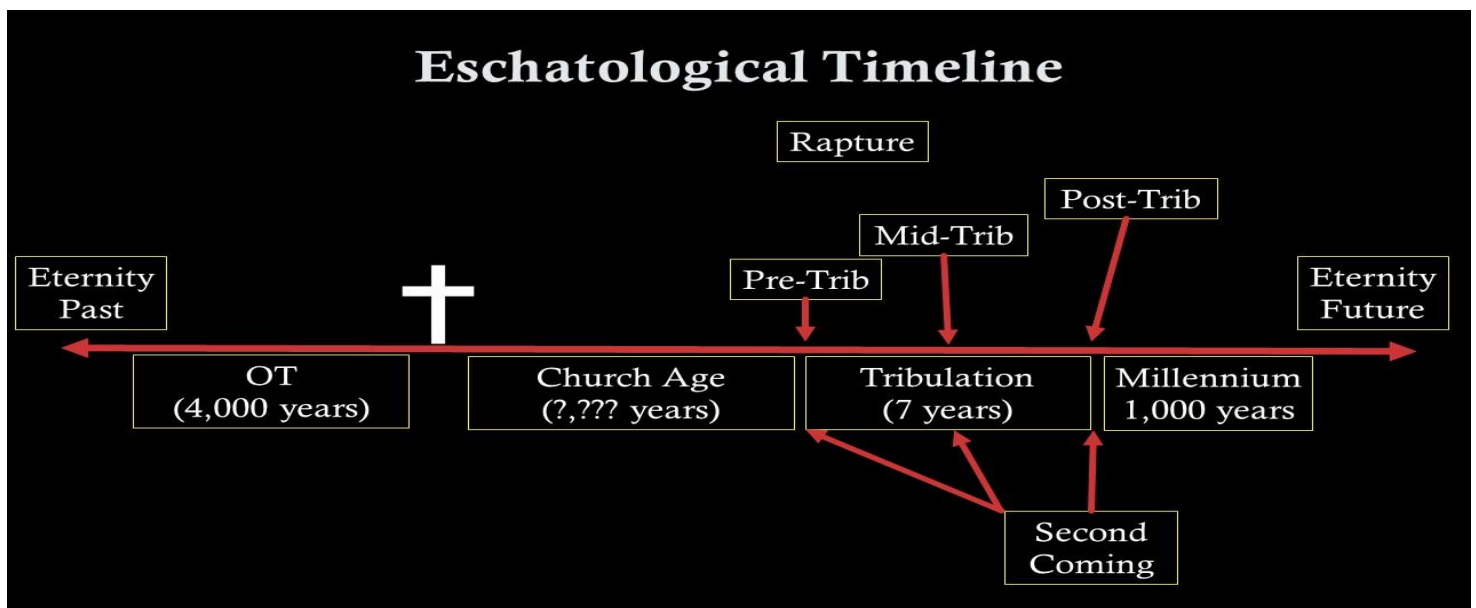 Eschatological Timeline
Rapture
Post-Trib
Mid-Trib
Pre-Trib
Eternity
Past
Eternity
Future
OT
(4,000 years)
Church Age
(?,??? years)
Tribulation
(7 years)
Millennium
1,000 years
Second
Coming